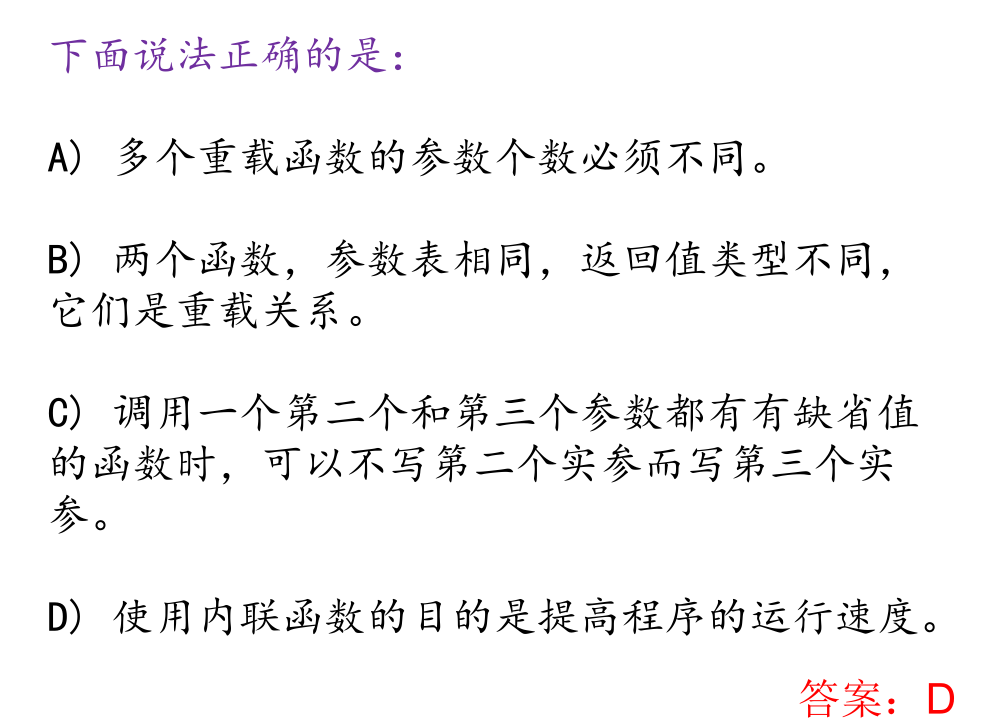 下面说法正确的是：
A) 多个重载函数的参数个数必须不同。
B) 两个函数，参数表相同，返回值类型不同，
它们是重载关系。
C) 调用一个第二个和第三个参数都有有缺省值
的函数时，可以不写第二个实参而写第三个实
参。
D) 使用内联函数的目的是提高程序的运行速度。
答案：D